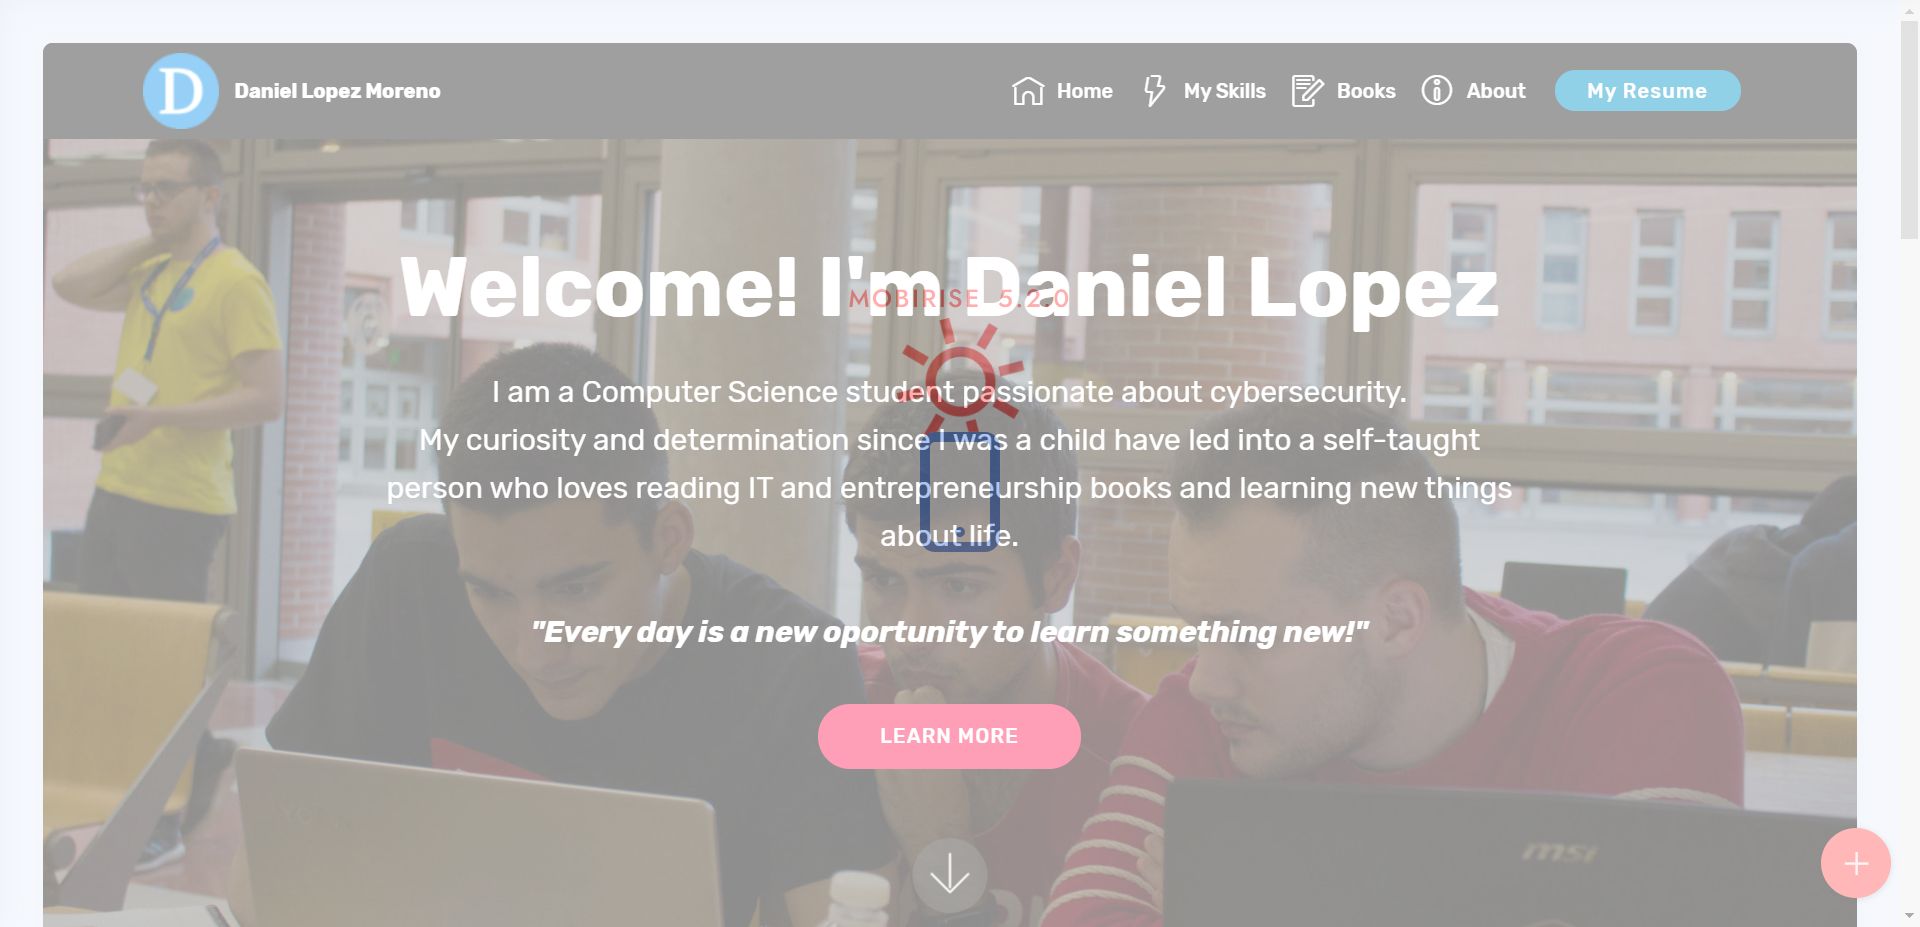 D Daniel Lopez Moreno Home My Skills Books About My Resume
Welcome! I'm Daniel Lopez
MOBIRISE 5.2.0
I am a Computer Science student passionate about cybersecurity.
My curiosity and determination since I was a child have led into a self-taught
person who loves reading IT and entrepreneurship books and learning new things
about life.
"Every day is a new oportunity to learn something new!"
LEARN MORE
msi